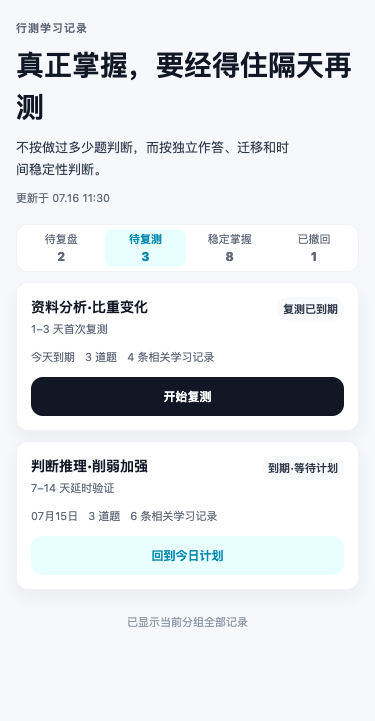 行测学习记录
真正掌握，要经得住隔天再
测
不按做过多少题判断，而按独立作答、迁移和时
间稳定性判断。
更新于 07.16 11:30
待复盘 待复测 稳定掌握 已撤回
2 3 8 1
资料分析·比重变化 复测已到期
1–3 天首次复测
今天到期 3 道题 4 条相关学习记录
开始复测
判断推理·削弱加强 到期·等待计划
7–14 天延时验证
07月15日 3 道题 6 条相关学习记录
回到今日计划
已显示当前分组全部记录